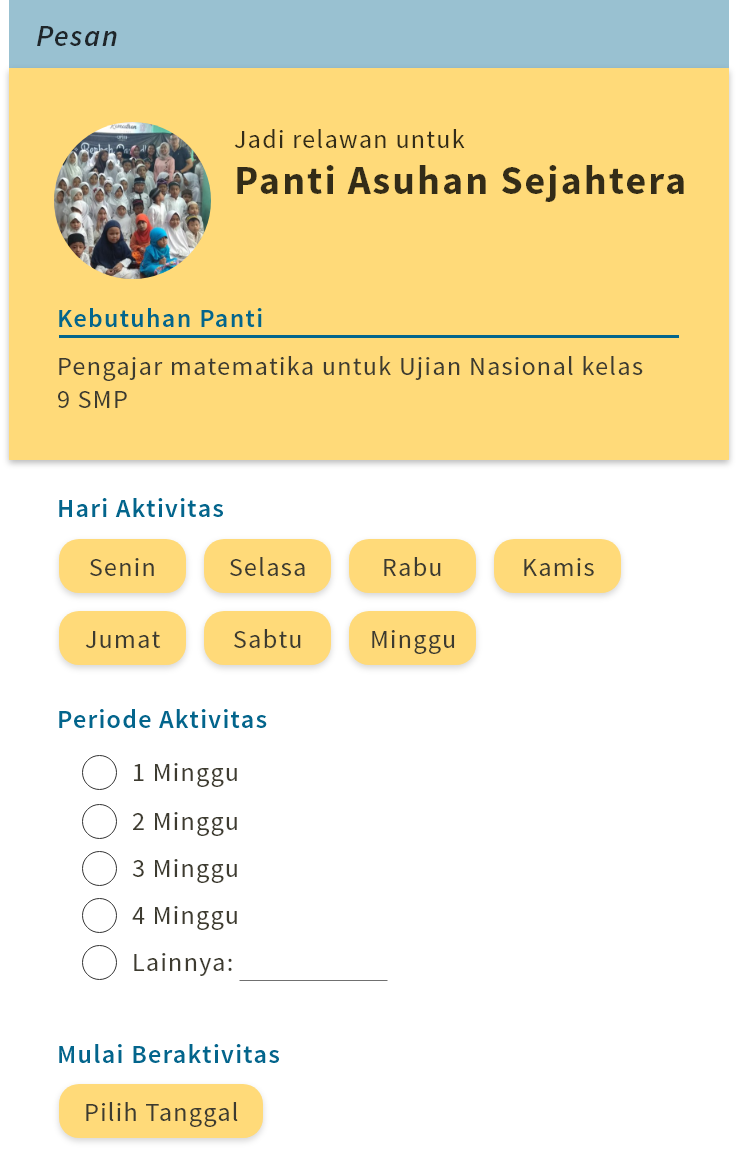 Pesan
Jadi relawan untuk
Panti Asuhan Sejahtera
Kebutuhan Panti
Pengajar matematika untuk Ujian Nasional kelas
9 SMP
Hari Aktivitas
Senin Selasa Rabu Kamis
Jumat Sabtu Minggu
Periode Aktivitas
1 Minggu
2 Minggu
3 Minggu
4 Minggu
Lainnya:
Mulai Beraktivitas
Pilih Tanggal